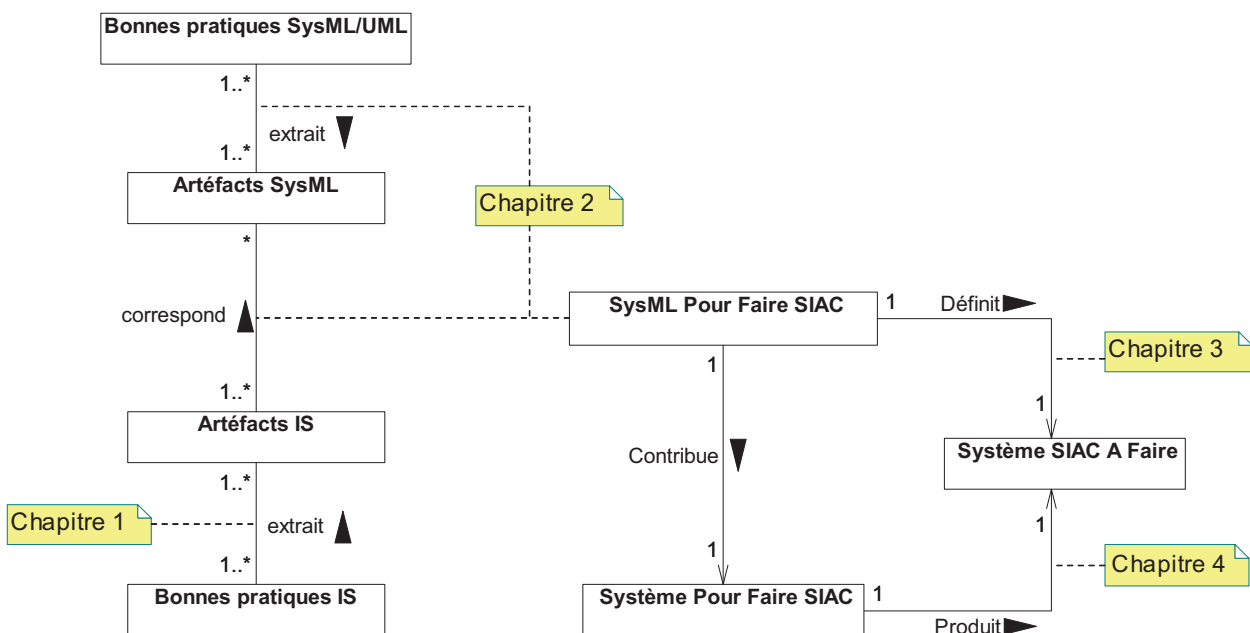 Bonnes pratiques SysML/UML
1..*
extrait
1..*
Artéfacts SysML
Chapitre 2
*
correspond
SysML Pour Faire SIAC
1
Définit
Chapitre 3
1
1..*
1
Artéfacts IS
Contribue
Système SIAC A Faire
1..*
Chapitre 1
extrait
1
1
Chapitre 4
1..*
Bonnes pratiques IS
Système Pour Faire SIAC
1
Produit